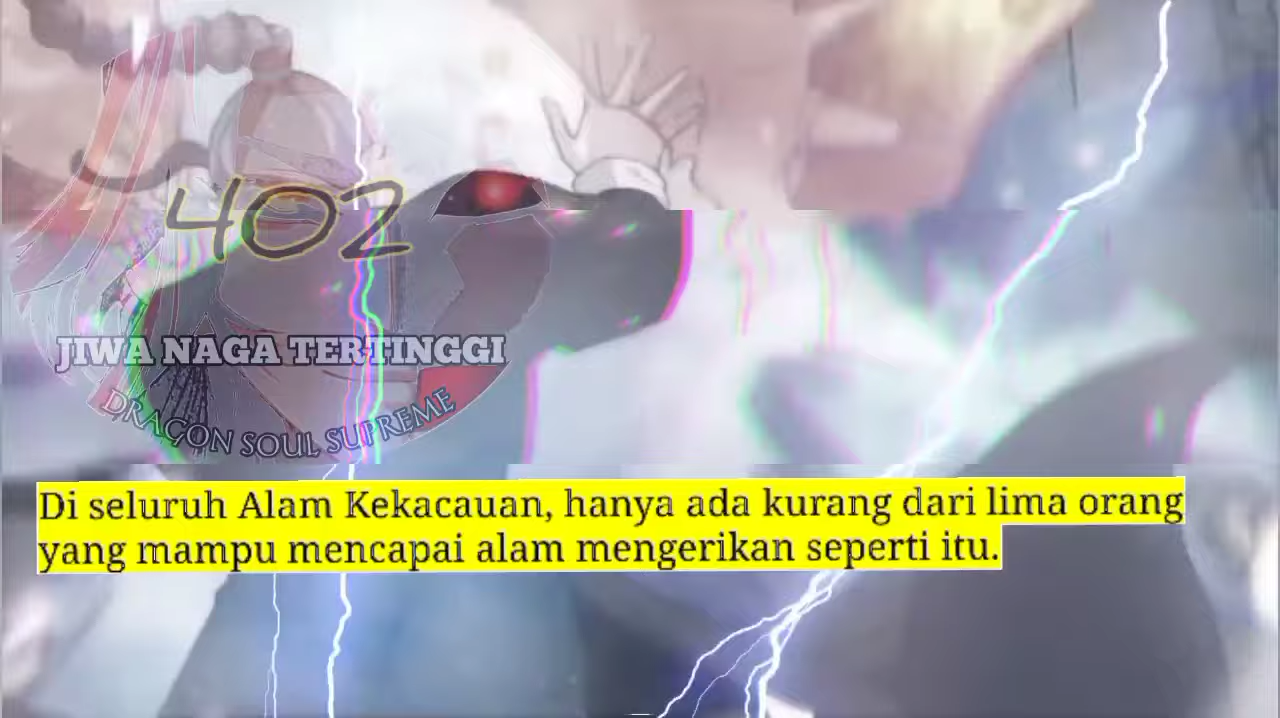 402
JIWA NAGA TERTINGGI
DRAGON SOUL SUPREME
Di seluruh Alam Kekacauan, hanya ada kurang dari lima orang
yang mampu mencapai alam mengerikan seperti itu.